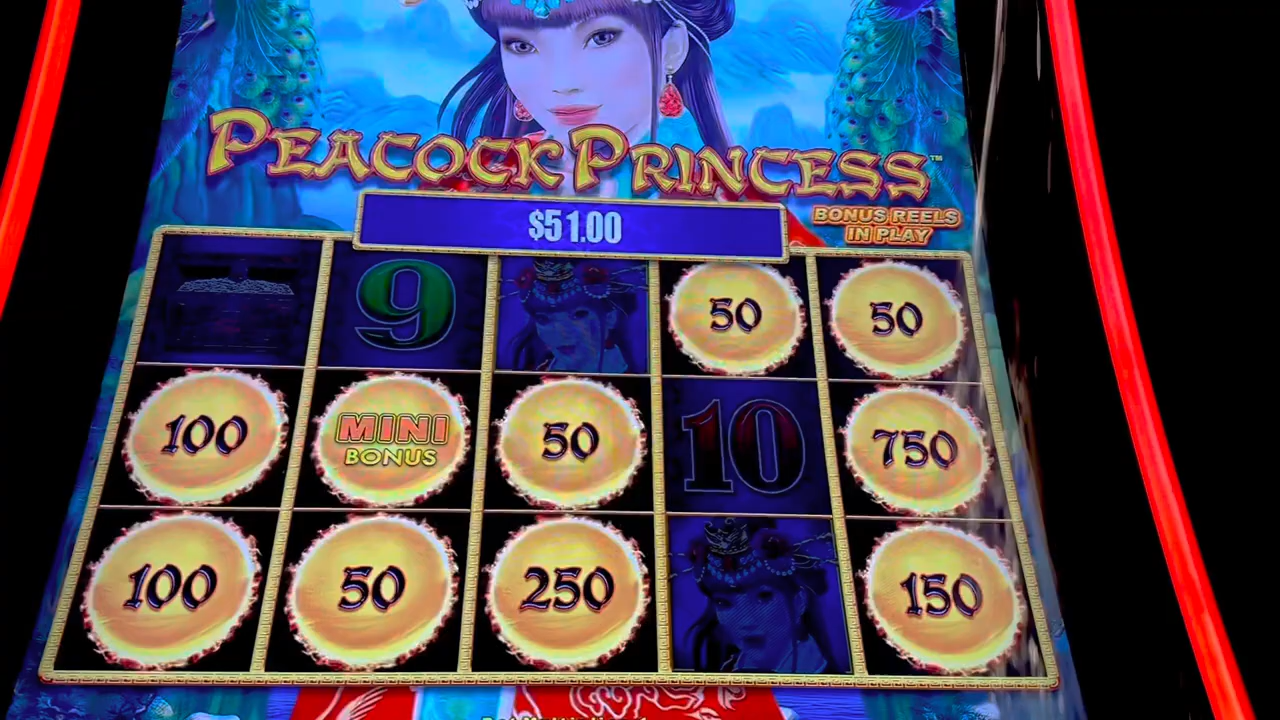 PEACOCK PRINCESS™
$51.00
BONUS REELS
IN PLAY
9
50
50
100
MINI
BONUS
50
10
750
100
50
250
150